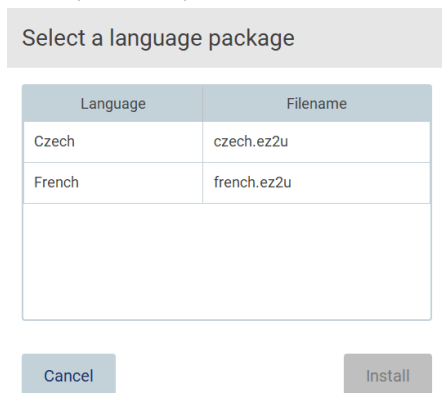 Select a language package
Language Filename
Czech czech.ez2u
French french.ez2u
Cancel Install